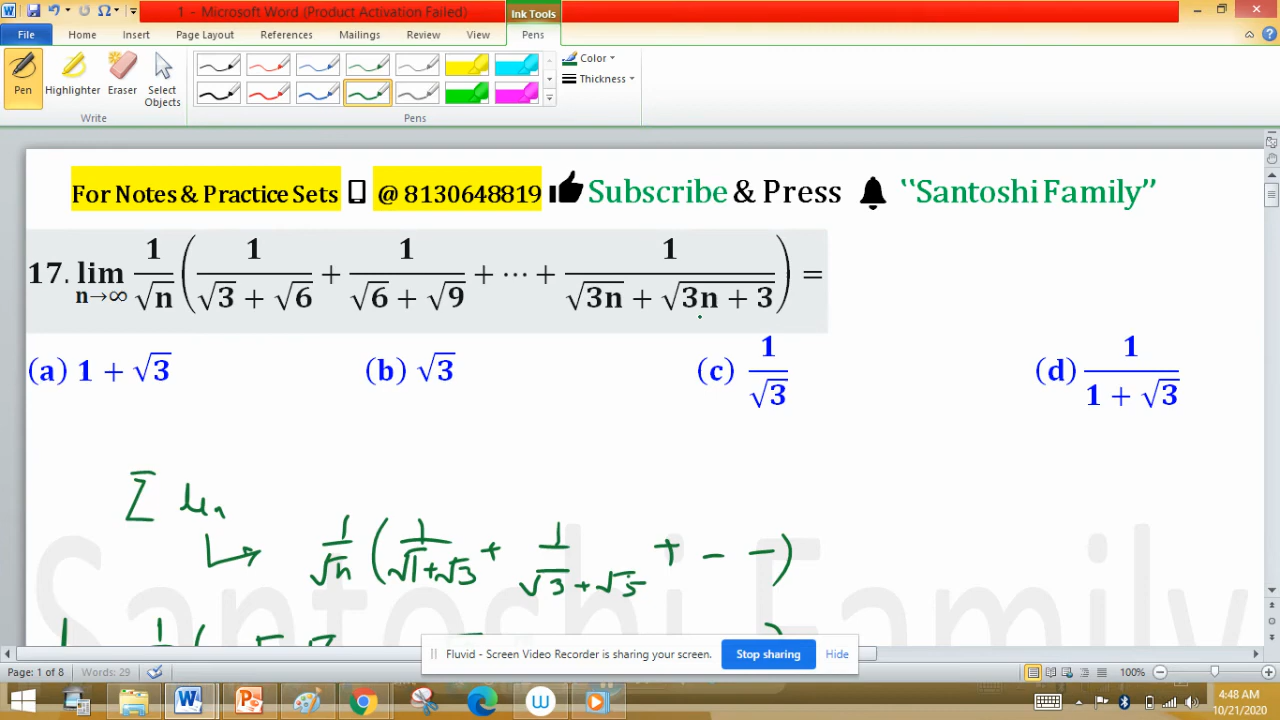 1 - Microsoft Word (Product Activation Failed)
Ink Tools
File Home Insert Page Layout References Mailings Review View Pens
Pen Highlighter Eraser Select Objects
Color
Thickness
Write
Pens
For Notes & Practice Sets @ 8130648819 Subscribe & Press "Santoshi Family"
17. lim n→∞ 1/√n (1/(√3 + √6) + 1/(√6 + √9) + ⋯ + 1/(√3n + √3n + 3)) =
(a) 1 + √3 (b) √3 (c) 1/√3 (d) 1/(1 + √3)
Σ uₙ
1/√n (1/(√1+√3) + 1/(√3+√5) + - -)
Santoshi Family
Fluvid - Screen Video Recorder is sharing your screen. Stop sharing Hide
Page: 1 of 8 Words: 29 100%
4:48 AM
10/21/2020